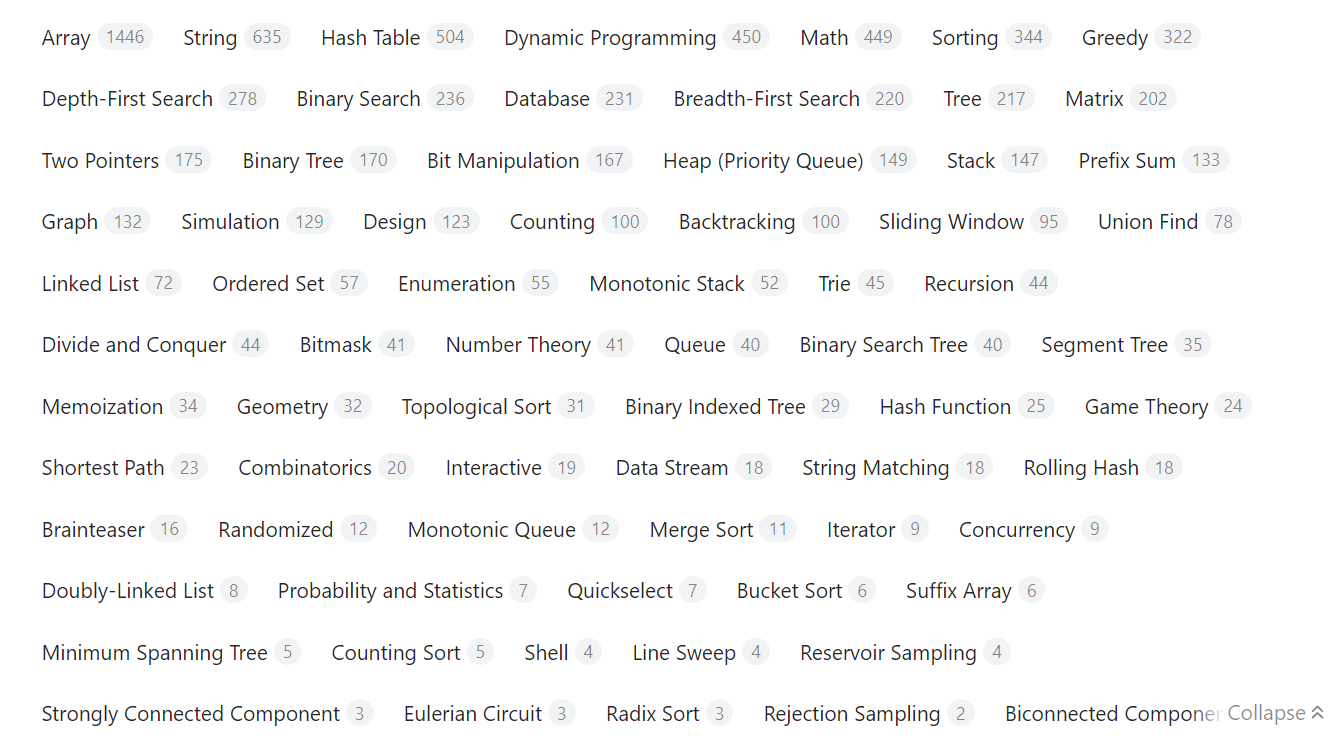 Array 1446 String 635 Hash Table 504 Dynamic Programming 450 Math 449 Sorting 344 Greedy 322
Depth-First Search 278 Binary Search 236 Database 231 Breadth-First Search 220 Tree 217 Matrix 202
Two Pointers 175 Binary Tree 170 Bit Manipulation 167 Heap (Priority Queue) 149 Stack 147 Prefix Sum 133
Graph 132 Simulation 129 Design 123 Counting 100 Backtracking 100 Sliding Window 95 Union Find 78
Linked List 72 Ordered Set 57 Enumeration 55 Monotonic Stack 52 Trie 45 Recursion 44
Divide and Conquer 44 Bitmask 41 Number Theory 41 Queue 40 Binary Search Tree 40 Segment Tree 35
Memoization 34 Geometry 32 Topological Sort 31 Binary Indexed Tree 29 Hash Function 25 Game Theory 24
Shortest Path 23 Combinatorics 20 Interactive 19 Data Stream 18 String Matching 18 Rolling Hash 18
Brainteaser 16 Randomized 12 Monotonic Queue 12 Merge Sort 11 Iterator 9 Concurrency 9
Doubly-Linked List 8 Probability and Statistics 7 Quickselect 7 Bucket Sort 6 Suffix Array 6
Minimum Spanning Tree 5 Counting Sort 5 Shell 4 Line Sweep 4 Reservoir Sampling 4
Strongly Connected Component 3 Eulerian Circuit 3 Radix Sort 3 Rejection Sampling 2 Biconnected Componer Collapse